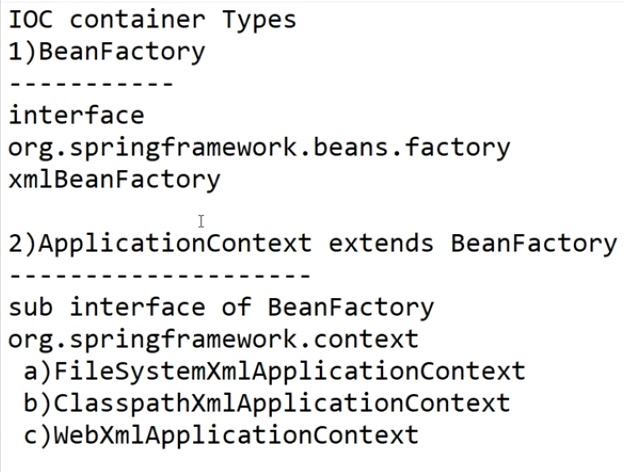 IOC container Types
1)BeanFactory
-----------
interface
org.springframework.beans.factory
xmlBeanFactory
2)ApplicationContext extends BeanFactory
--------------------
sub interface of BeanFactory
org.springframework.context
a)FileSystemXmlApplicationContext
b)ClasspathXmlApplicationContext
c)WebXmlApplicationContext